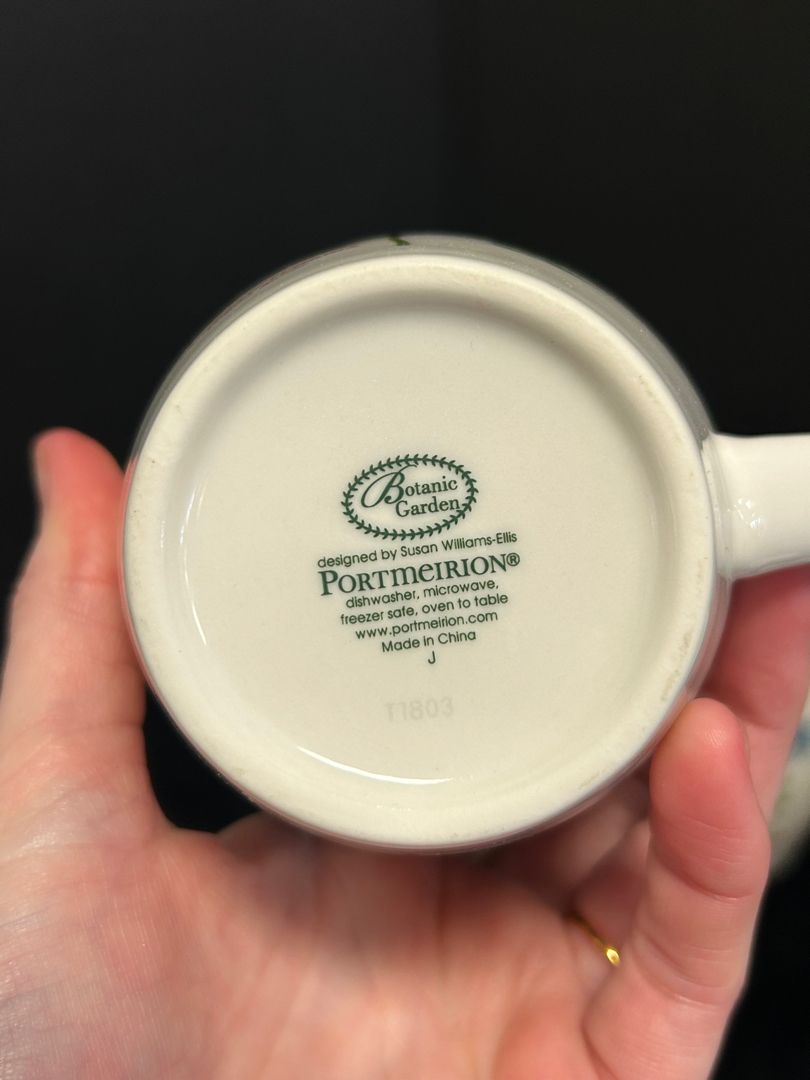 Botanic
Garden
designed by Susan Williams-Ellis
PORTMEIRION®
dishwasher, microwave,
freezer safe, oven to table
www.portmeirion.com
Made in China
J
T1803